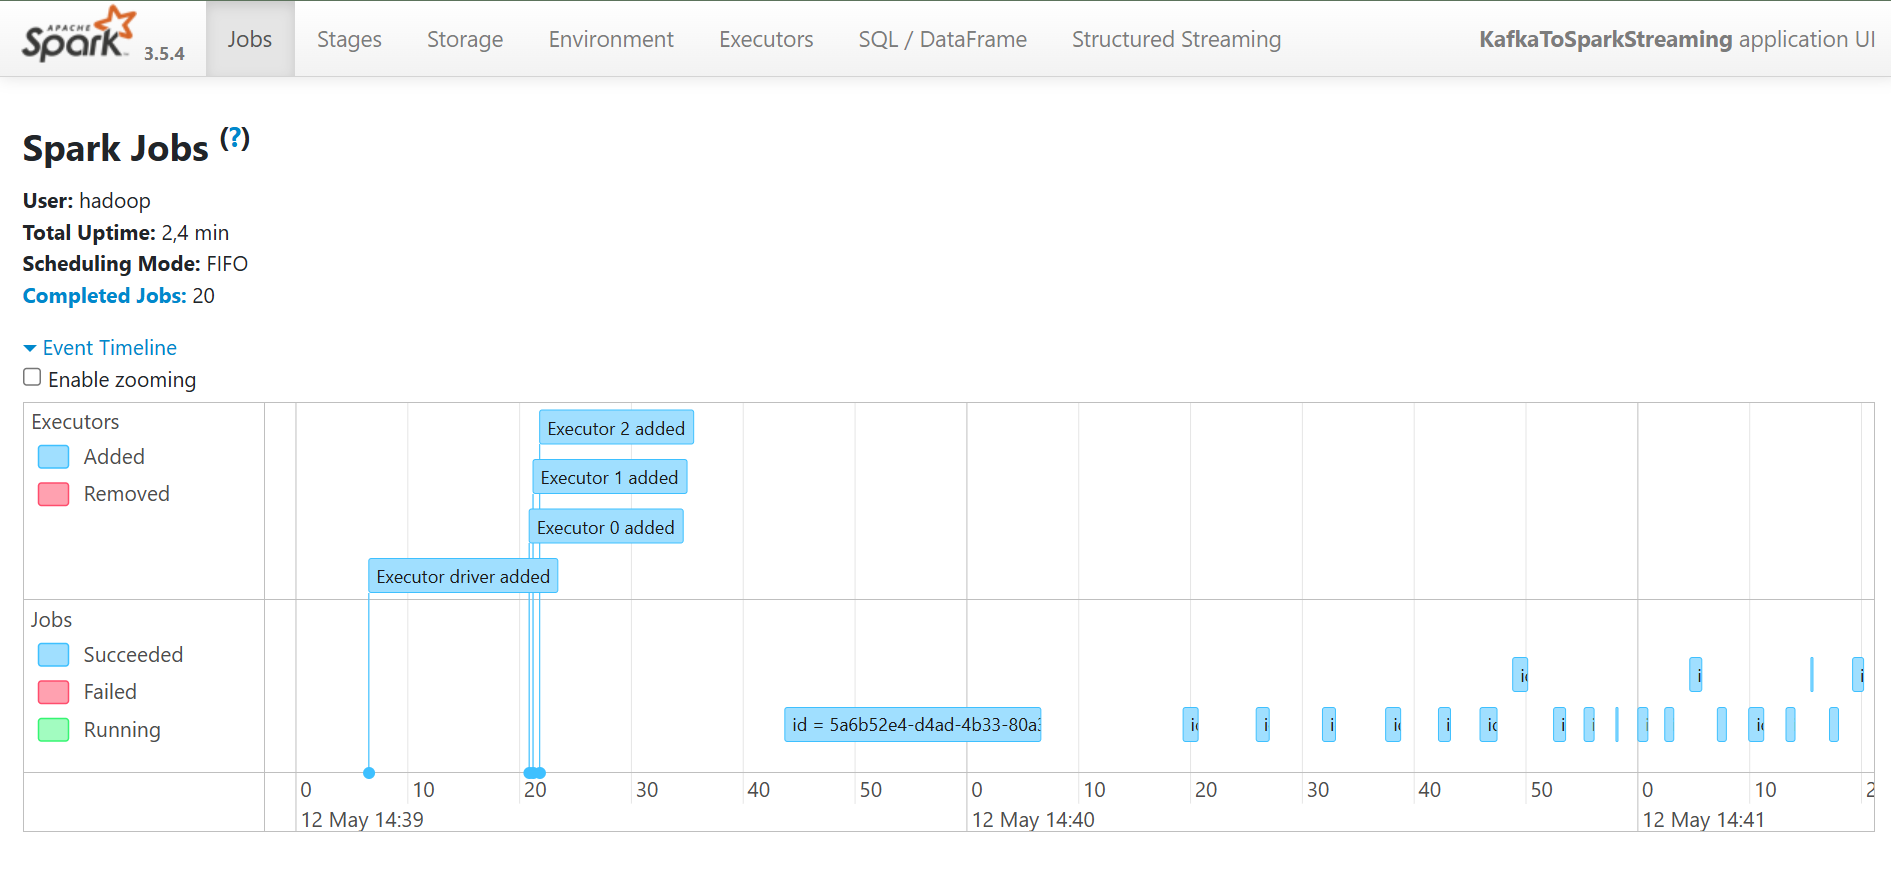 APACHE
Spark 3.5.4 Jobs Stages Storage Environment Executors SQL / DataFrame Structured Streaming KafkaToSparkStreaming application UI
Spark Jobs (?)
User: hadoop
Total Uptime: 2,4 min
Scheduling Mode: FIFO
Completed Jobs: 20
Event Timeline
Enable zooming
Executors
Added
Removed
Executor 2 added
Executor 1 added
Executor 0 added
Executor driver added
Jobs
Succeeded
Failed
Running
id = 5a6b52e4-d4ad-4b33-80a
0 10 20 30 40 50 0 10 20 30 40 50 0 10 2
12 May 14:39 12 May 14:40 12 May 14:41